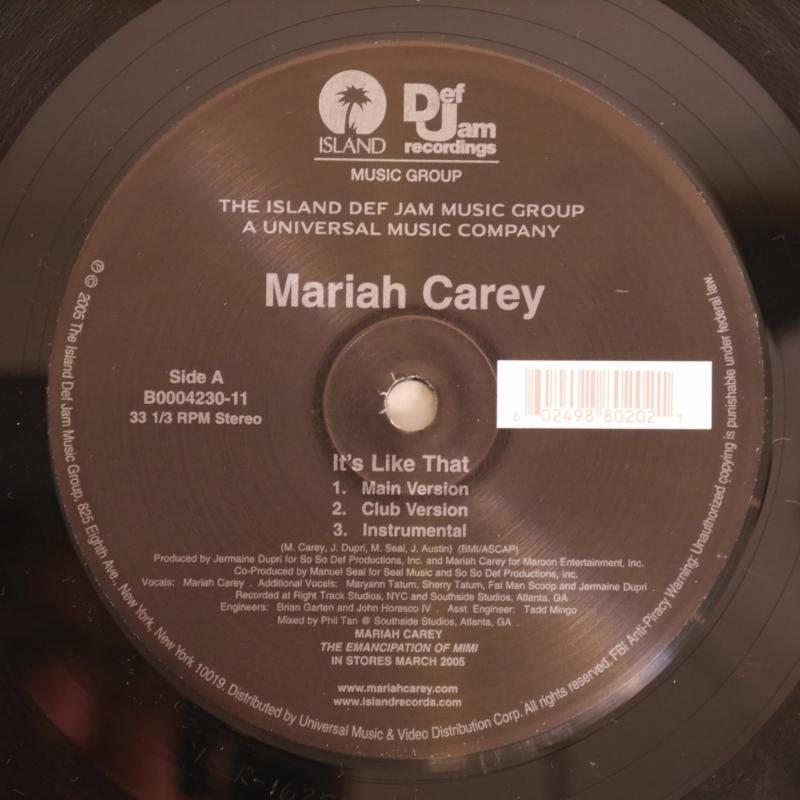 ISLAND
Def Jam recordings
MUSIC GROUP
THE ISLAND DEF JAM MUSIC GROUP
A UNIVERSAL MUSIC COMPANY
Mariah Carey
Side A
B0004230-11
33 1/3 RPM Stereo
6 02498 80202 1
It's Like That
1. Main Version
2. Club Version
3. Instrumental
(M. Carey, J. Dupri, M. Seal, J. Austin) (BMI/ASCAP)
Produced by Jermaine Dupri for So So Def Productions, Inc. and Mariah Carey for Maroon Entertainment, Inc.
Co-Produced by Manuel Seal for Seal Music and So So Def Productions, Inc.
Vocals: Mariah Carey . Additional Vocals: Maryann Tatum, Sherry Tatum, Fat Man Scoop and Jermaine Dupri .
Recorded at Right Track Studios, NYC and Southside Studios, Atlanta, GA
Engineers: Brian Garten and John Horesco IV . Asst. Engineer: Tadd Mingo
Mixed by Phil Tan @ Southside Studios, Atlanta, GA .
MARIAH CAREY
THE EMANCIPATION OF MIMI
IN STORES MARCH 2005
www.mariahcarey.com
www.islandrecords.com
℗ © 2005 The Island Def Jam Music Group, 825 Eighth Ave., New York, New York 10019. Distributed by Universal Music & Video Distribution Corp. All rights reserved. FBI Anti-Piracy Warning: Unauthorized copying is punishable under federal law.